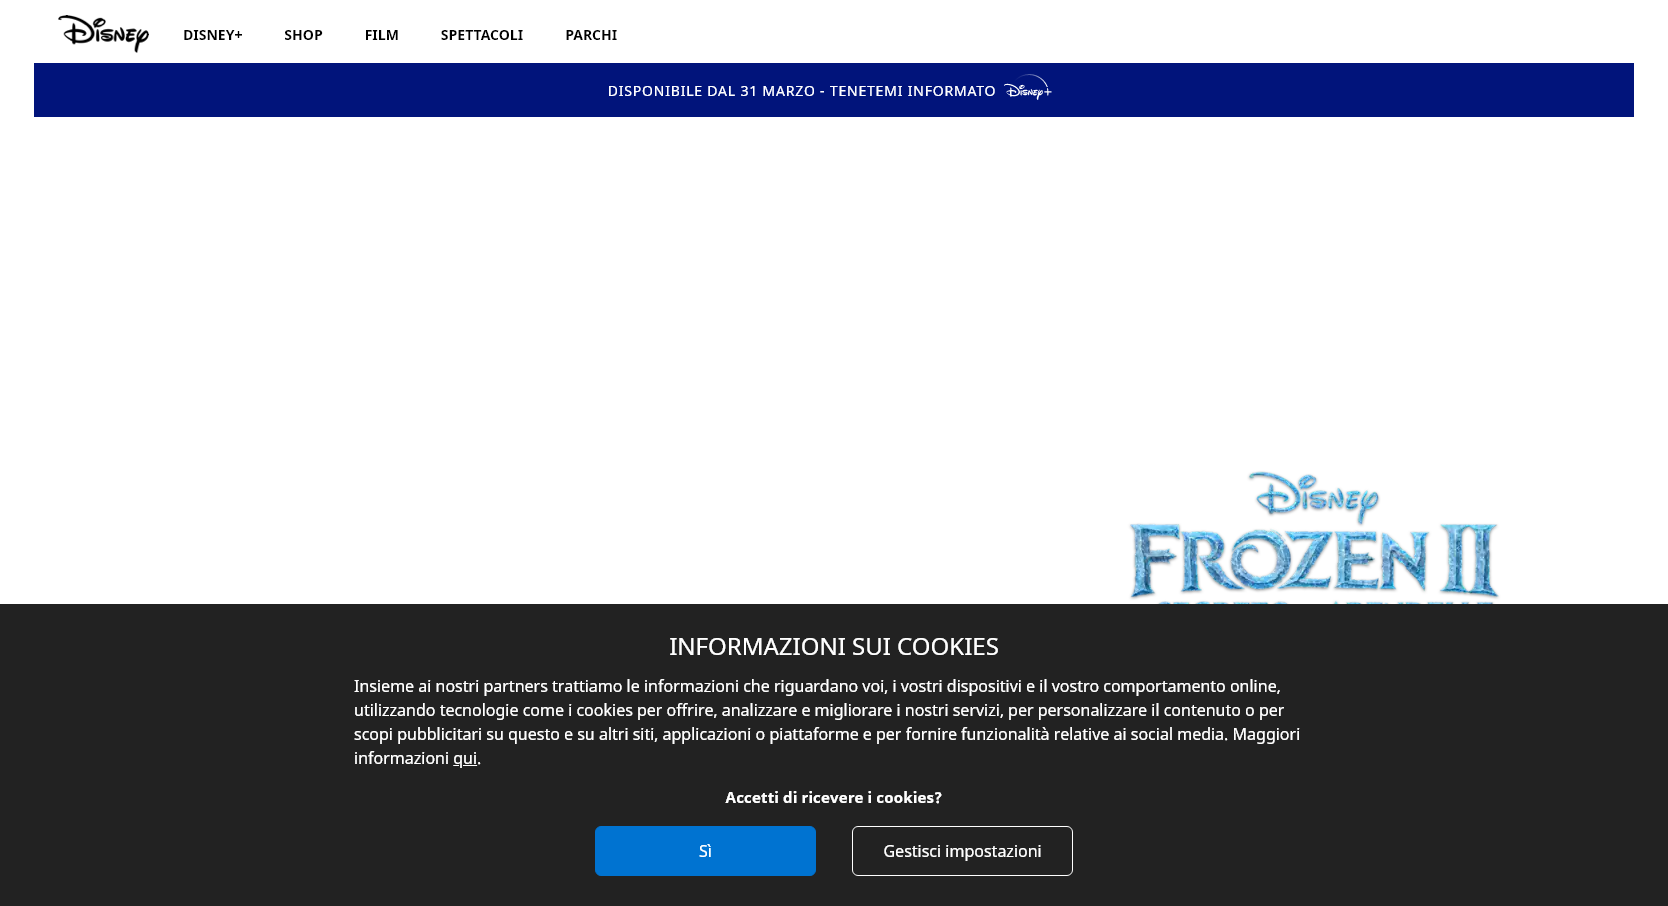 Disney DISNEY+ SHOP FILM SPETTACOLI PARCHI
DISPONIBILE DAL 31 MARZO - TENETEMI INFORMATO Disney+
Disney
FROZEN II
INFORMAZIONI SUI COOKIES
Insieme ai nostri partners trattiamo le informazioni che riguardano voi, i vostri dispositivi e il vostro comportamento online,
utilizzando tecnologie come i cookies per offrire, analizzare e migliorare i nostri servizi, per personalizzare il contenuto o per
scopi pubblicitari su questo e su altri siti, applicazioni o piattaforme e per fornire funzionalità relative ai social media. Maggiori
informazioni qui.
Accetti di ricevere i cookies?
Sì Gestisci impostazioni